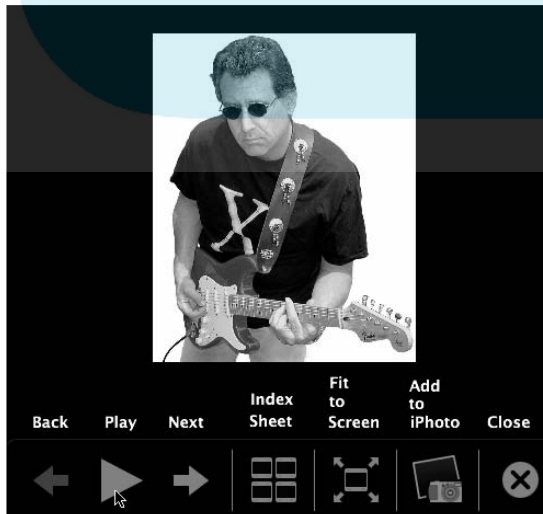 X
Back
Play
Next
Index
Sheet
Fit
to
Screen
Add
to
iPhoto
Close